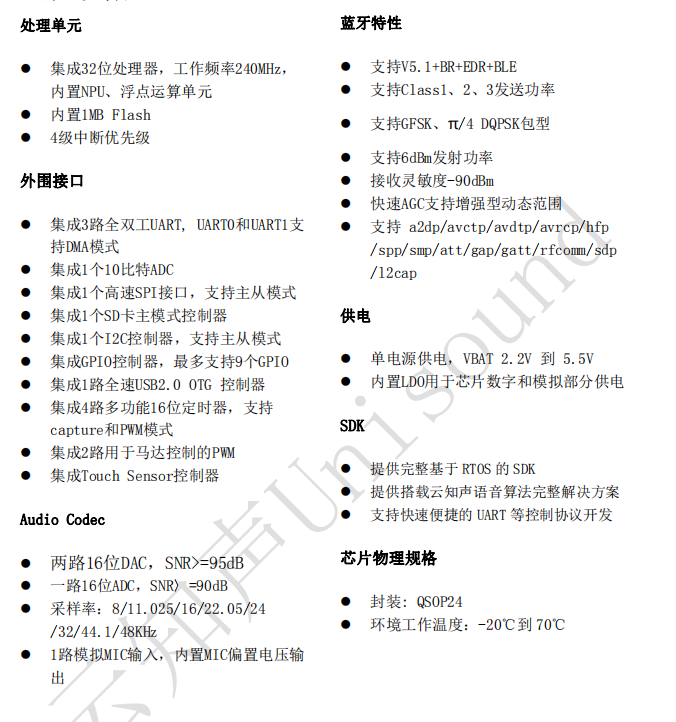 处理单元
● 集成32位处理器，工作频率240MHz，
内置NPU、浮点运算单元
● 内置1MB Flash
● 4级中断优先级
外围接口
● 集成3路全双工UART, UART0和UART1支
持DMA模式
● 集成1个10比特ADC
● 集成1个高速SPI接口，支持主从模式
● 集成1个SD卡主模式控制器
● 集成1个I2C控制器，支持主从模式
● 集成GPIO控制器，最多支持9个GPIO
● 集成1路全速USB2.0 OTG 控制器
● 集成4路多功能16位定时器，支持
capture和PWM模式
● 集成2路用于马达控制的PWM
● 集成Touch Sensor控制器
Audio Codec
● 两路16位DAC，SNR>=95dB
● 一路16位ADC，SNR〉=90dB
● 采样率：8/11.025/16/22.05/24
/32/44.1/48KHz
● 1路模拟MIC输入，内置MIC偏置电压输
出
蓝牙特性
● 支持V5.1+BR+EDR+BLE
● 支持Class1、2、3发送功率
● 支持GFSK、π/4 DQPSK包型
● 支持6dBm发射功率
● 接收灵敏度-90dBm
● 快速AGC支持增强型动态范围
● 支持 a2dp/avctp/avdtp/avrcp/hfp
/spp/smp/att/gap/gatt/rfcomm/sdp
/l2cap
供电
● 单电源供电，VBAT 2.2V 到 5.5V
● 内置LDO用于芯片数字和模拟部分供电
SDK
● 提供完整基于 RTOS 的 SDK
● 提供搭载云知声语音算法完整解决方案
● 支持快速便捷的 UART 等控制协议开发
芯片物理规格
● 封装: QSOP24
● 环境工作温度：-20℃到 70℃
云知声Unisound